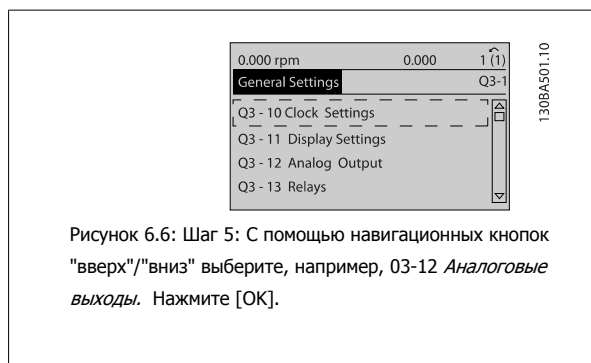 0.000 rpm 0.000 1 (1)
General Settings Q3-1
Q3 - 10 Clock Settings
Q3 - 11 Display Settings
Q3 - 12 Analog Output
Q3 - 13 Relays
130BA501.10
Рисунок 6.6: Шаг 5: С помощью навигационных кнопок
"вверх"/"вниз" выберите, например, 03-12 Аналоговые
выходы. Нажмите [OK].